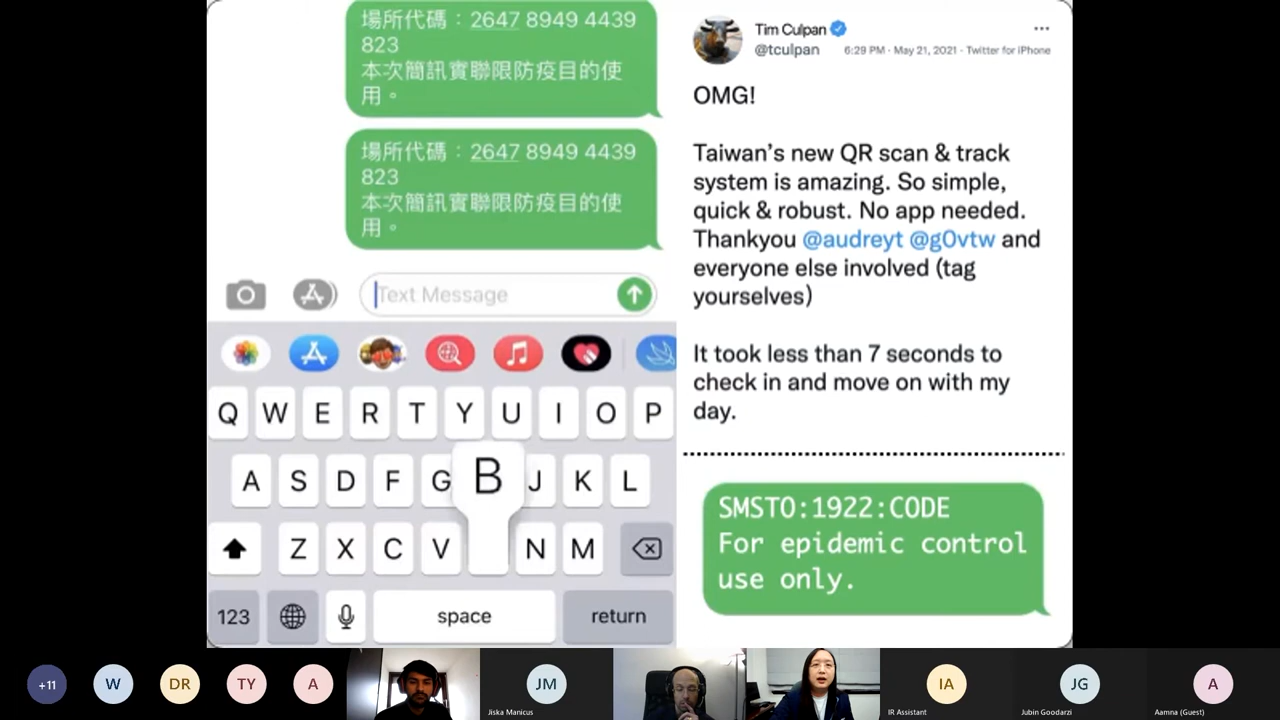 場所代碼：2647 8949 4439
823
本次簡訊實聯限防疫目的使
用。
場所代碼：2647 8949 4439
823
本次簡訊實聯限防疫目的使
用。
Text Message
Q W E R T Y U I O P
A S D F G B J K L
Z X C V N M
123 space return
Tim Culpan
@tculpan 6:29 PM · May 21, 2021 · Twitter for iPhone
OMG!
Taiwan's new QR scan & track
system is amazing. So simple,
quick & robust. No app needed.
Thankyou @audreyt @g0vtw and
everyone else involved (tag
yourselves)
It took less than 7 seconds to
check in and move on with my
day.
SMSTO:1922:CODE
For epidemic control
use only.
+11 W DR TY A JM IA JG A
Jiska Manicus IR Assistant Jubin Goodarzi Aamna (Guest)